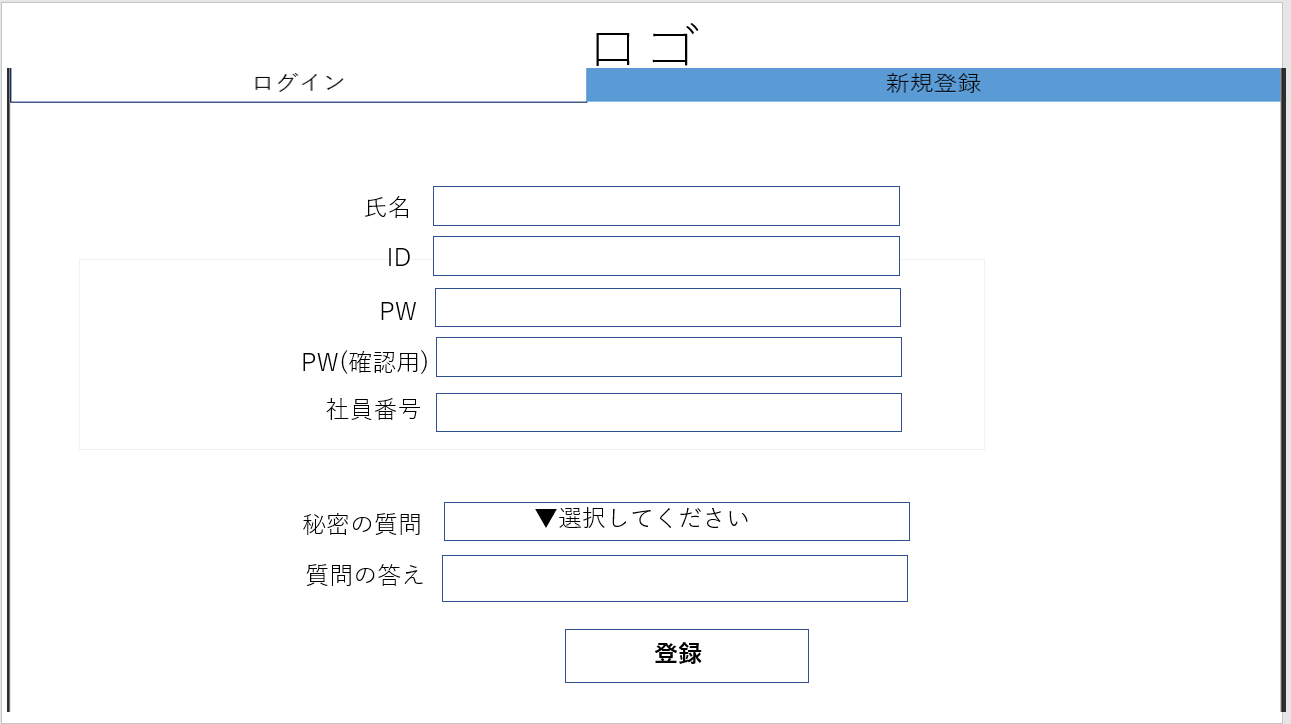 ロゴ
ログイン
新規登録
氏名
ID
PW
PW(確認用)
社員番号
秘密の質問
▼選択してください
質問の答え
登録